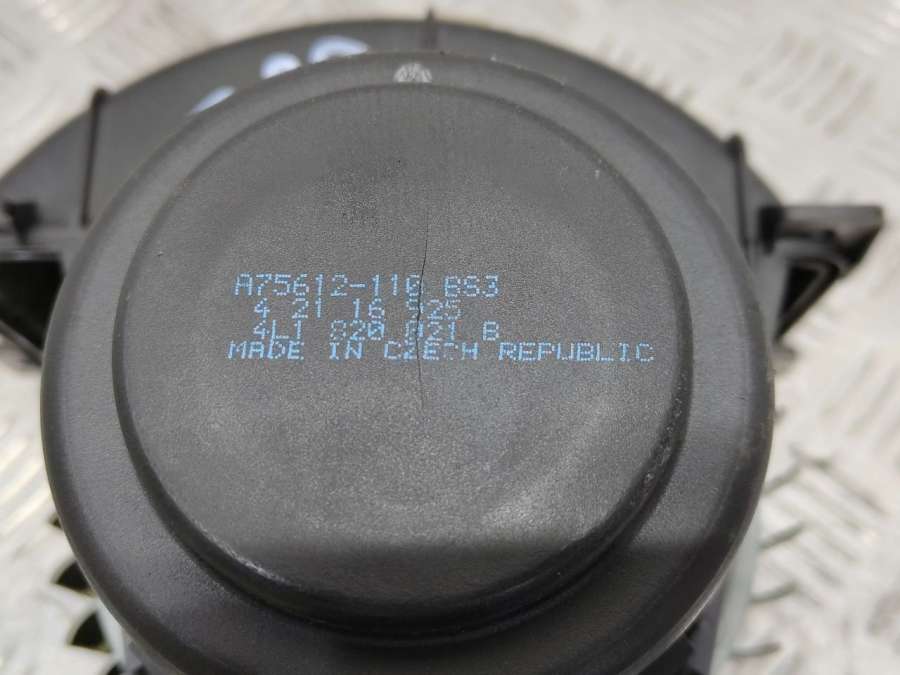 A75612-110 BS3
4 21 16 525
4L1 820 021 B
MADE IN CZECH REPUBLIC